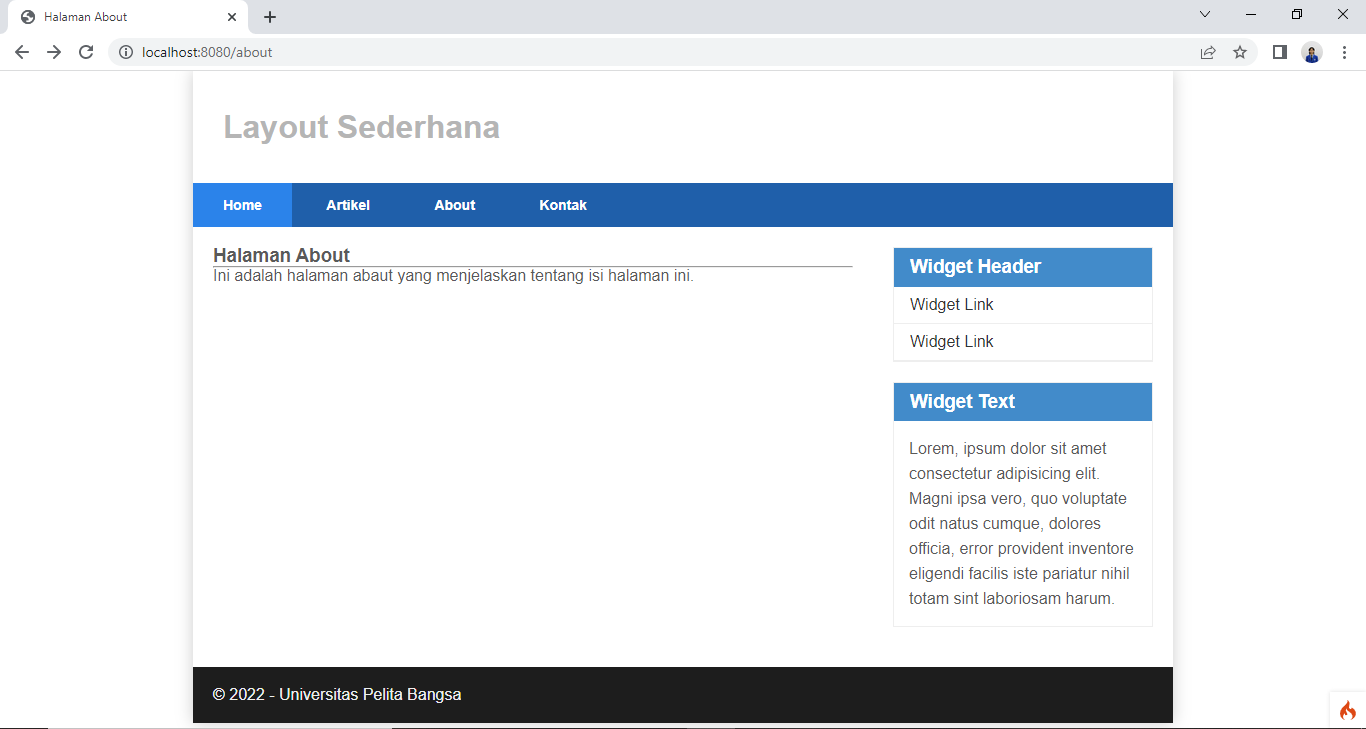 Halaman About
localhost:8080/about
Layout Sederhana
Home Artikel About Kontak
Halaman About
Ini adalah halaman abaut yang menjelaskan tentang isi halaman ini.
Widget Header
Widget Link
Widget Link
Widget Text
Lorem, ipsum dolor sit amet
consectetur adipisicing elit.
Magni ipsa vero, quo voluptate
odit natus cumque, dolores
officia, error provident inventore
eligendi facilis iste pariatur nihil
totam sint laboriosam harum.
© 2022 - Universitas Pelita Bangsa